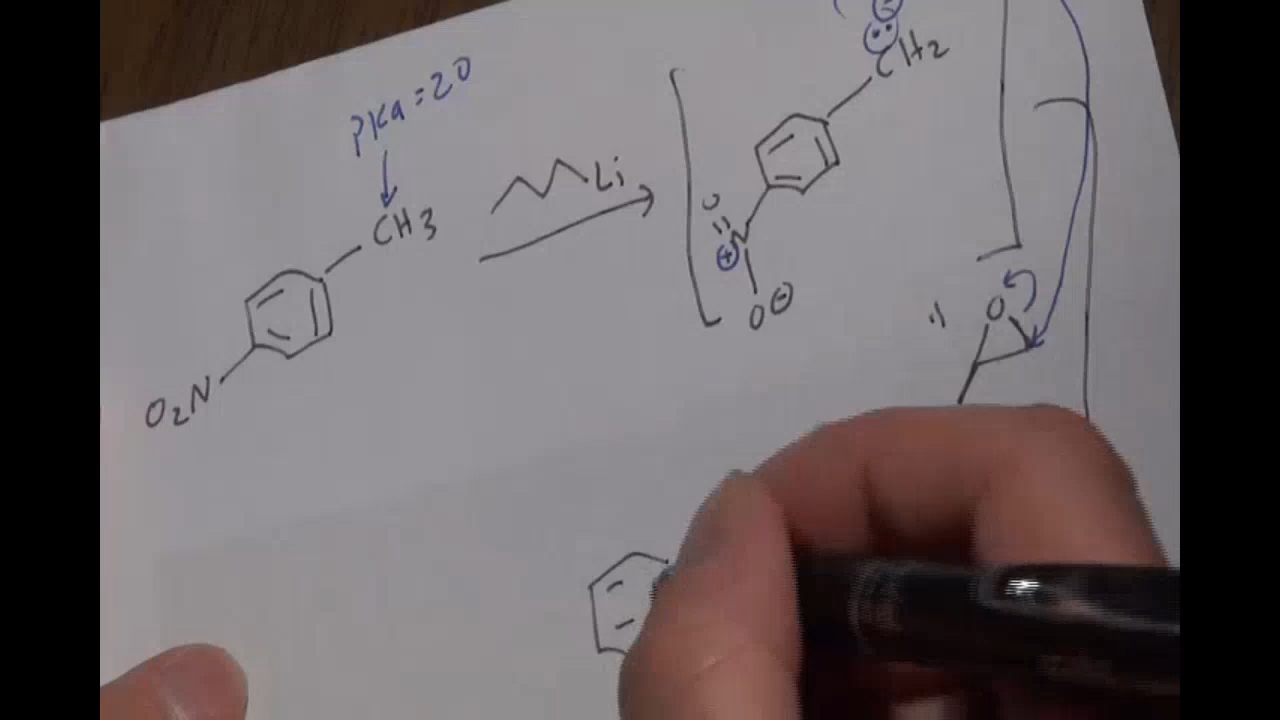 pKa = 20
CH3
O2N
Li
CH2
O
⊕
O ⊖
O